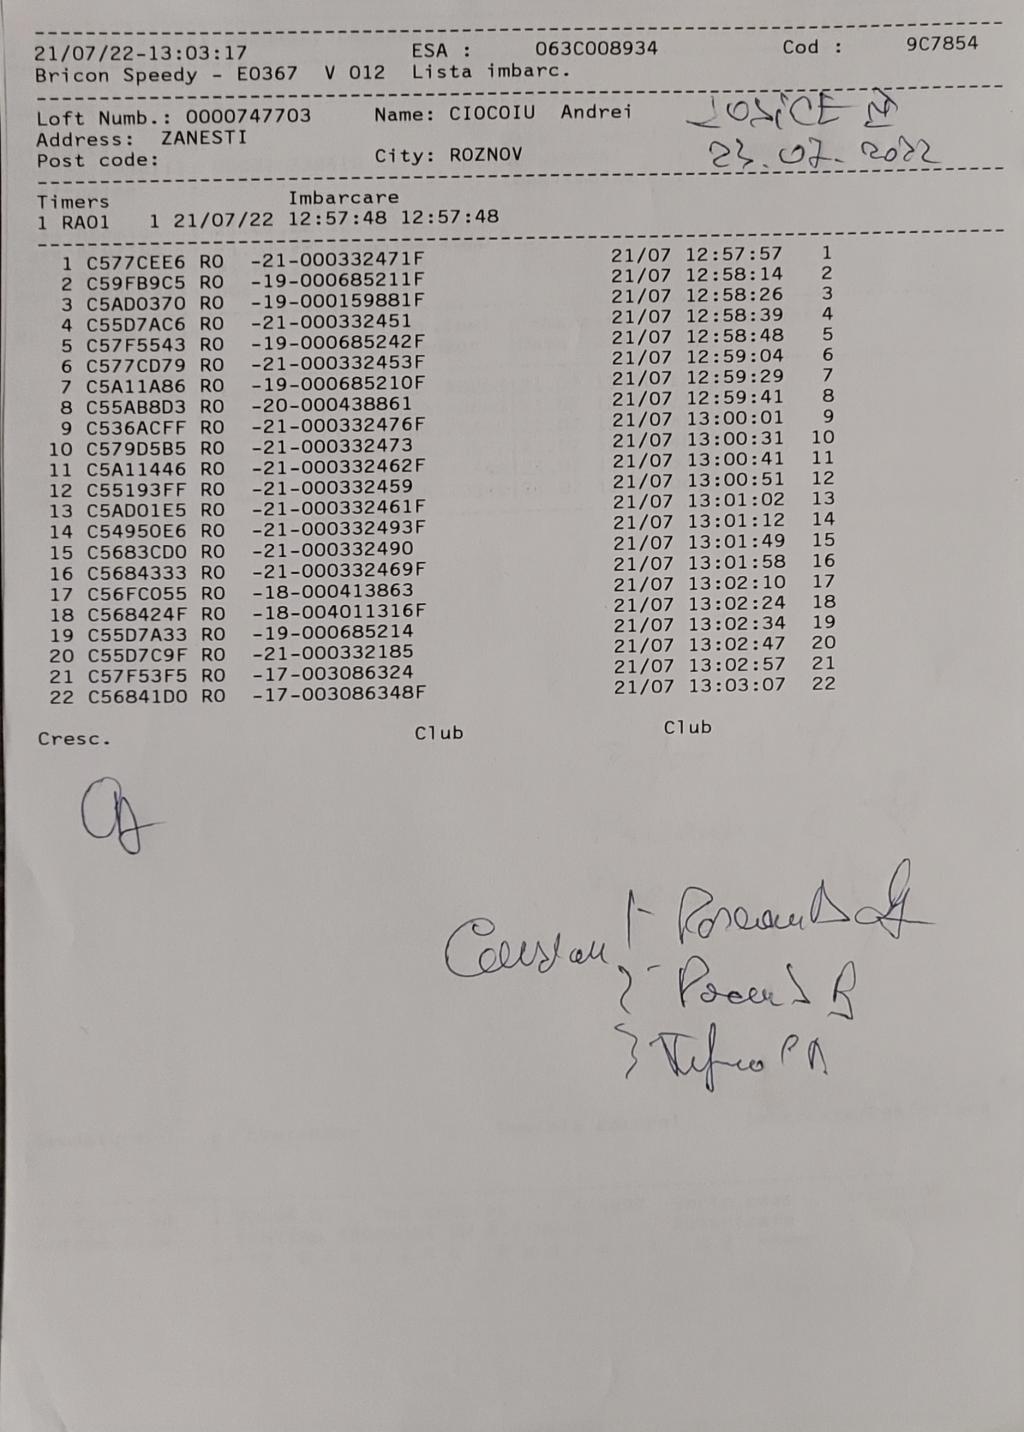 21/07/22-13:03:17 ESA : 063C008934 Cod : 9C7854
Bricon Speedy - E0367 V 012 Lista imbarc.
Loft Numb.: 0000747703 Name: CIOCOIU Andrei
Address: ZANESTI
23.07.2022
Post code: City: ROZNOV
Timers Imbarcare
1 RA01 1 21/07/22 12:57:48 12:57:48
1 C577CEE6 RO -21-000332471F 21/07 12:57:57 1
2 C59FB9C5 RO -19-000685211F 21/07 12:58:14 2
3 C5AD0370 RO -19-000159881F 21/07 12:58:26 3
4 C55D7AC6 RO -21-000332451 21/07 12:58:39 4
5 C57F5543 RO -19-000685242F 21/07 12:58:48 5
6 C577CD79 RO -21-000332453F 21/07 12:59:04 6
7 C5A11A86 RO -19-000685210F 21/07 12:59:29 7
8 C55AB8D3 RO -20-000438861 21/07 12:59:41 8
9 C536ACFF RO -21-000332476F 21/07 13:00:01 9
10 C579D5B5 RO -21-000332473 21/07 13:00:31 10
11 C5A11446 RO -21-000332462F 21/07 13:00:41 11
12 C55193FF RO -21-000332459 21/07 13:00:51 12
13 C5AD01E5 RO -21-000332461F 21/07 13:01:02 13
14 C54950E6 RO -21-000332493F 21/07 13:01:12 14
15 C5683CD0 RO -21-000332490 21/07 13:01:49 15
16 C5684333 RO -21-000332469F 21/07 13:01:58 16
17 C56FC055 RO -18-000413863 21/07 13:02:10 17
18 C568424F RO -18-004011316F 21/07 13:02:24 18
19 C55D7A33 RO -19-000685214 21/07 13:02:34 19
20 C55D7C9F RO -21-000332185 21/07 13:02:47 20
21 C57F53F5 RO -17-003086324 21/07 13:02:57 21
22 C56841D0 RO -17-003086348F 21/07 13:03:07 22
Cresc. Club Club